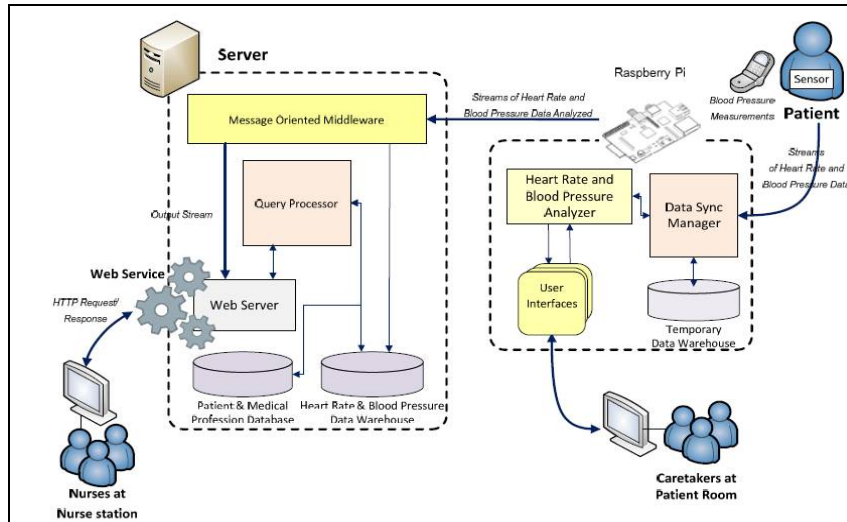 Server
Message Oriented Middleware
Streams of Heart Rate and
Blood Pressure Data Analyzed
Raspberry Pi
Sensor
Blood Pressure
Measurements
Patient
Streams
of Heart Rate and
Blood Pressure Data
Output Stream
Query Processor
Heart Rate and
Blood Pressure
Analyzer
Data Sync
Manager
Web Service
HTTP Request/
Response
Web Server
User
Interfaces
Temporary
Data Warehouse
Patient & Medical
Profession Database
Heart Rate & Blood Pressure
Data Warehouse
Nurses at
Nurse station
Caretakers at
Patient Room